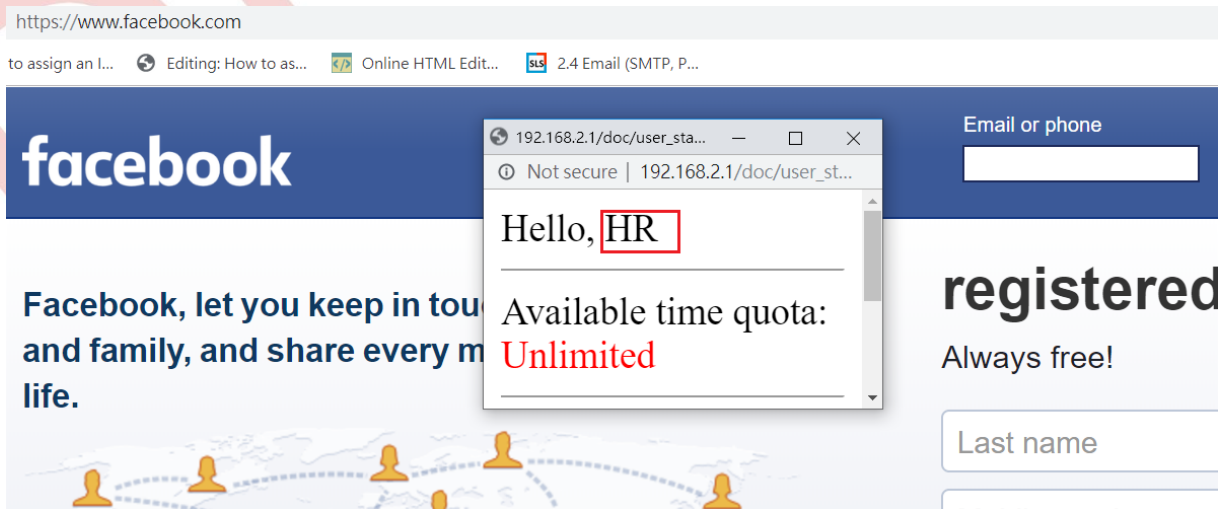 https://www.facebook.com
to assign an I... Editing: How to as... Online HTML Edit... SLS 2.4 Email (SMTP, P...
facebook
Email or phone
192.168.2.1/doc/user_sta...
Not secure | 192.168.2.1/doc/user_st...
Hello, HR
Available time quota:
Unlimited
Facebook, let you keep in tou
and family, and share every m
life.
registered
Always free!
Last name